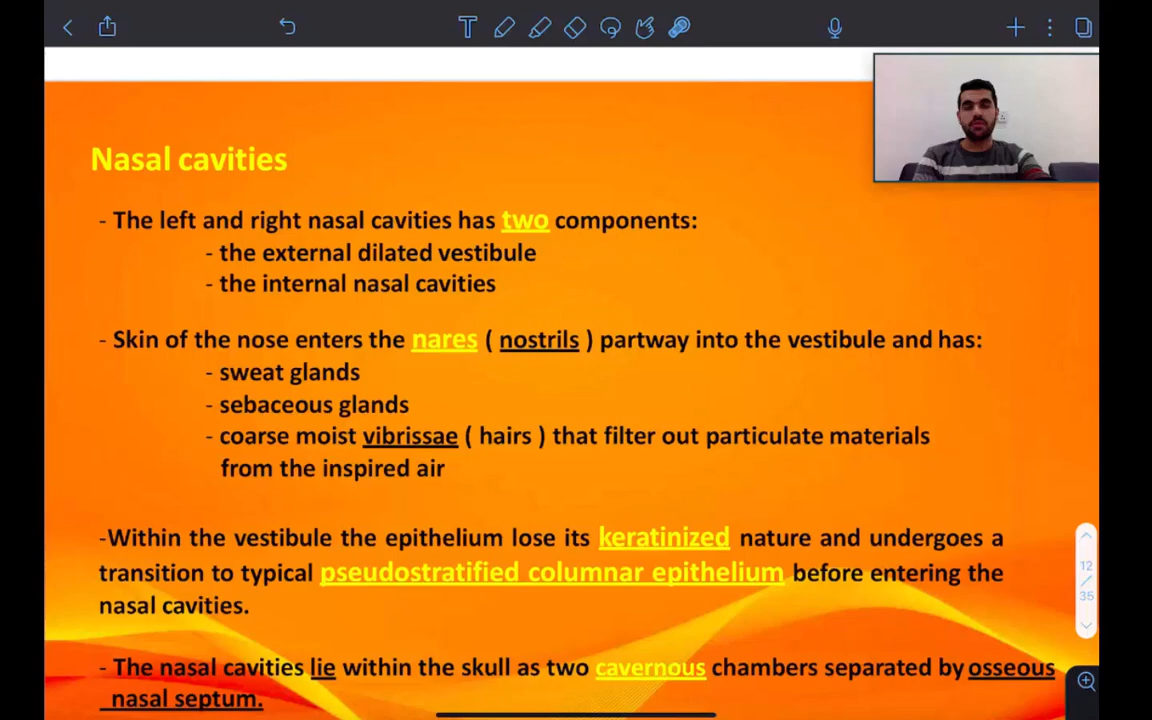 Nasal cavities
- The left and right nasal cavities has two components:
- the external dilated vestibule
- the internal nasal cavities
- Skin of the nose enters the nares ( nostrils ) partway into the vestibule and has:
- sweat glands
- sebaceous glands
- coarse moist vibrissae ( hairs ) that filter out particulate materials
from the inspired air
-Within the vestibule the epithelium lose its keratinized nature and undergoes a
transition to typical pseudostratified columnar epithelium before entering the
nasal cavities.
- The nasal cavities lie within the skull as two cavernous chambers separated by osseous
nasal septum.
12
/
35